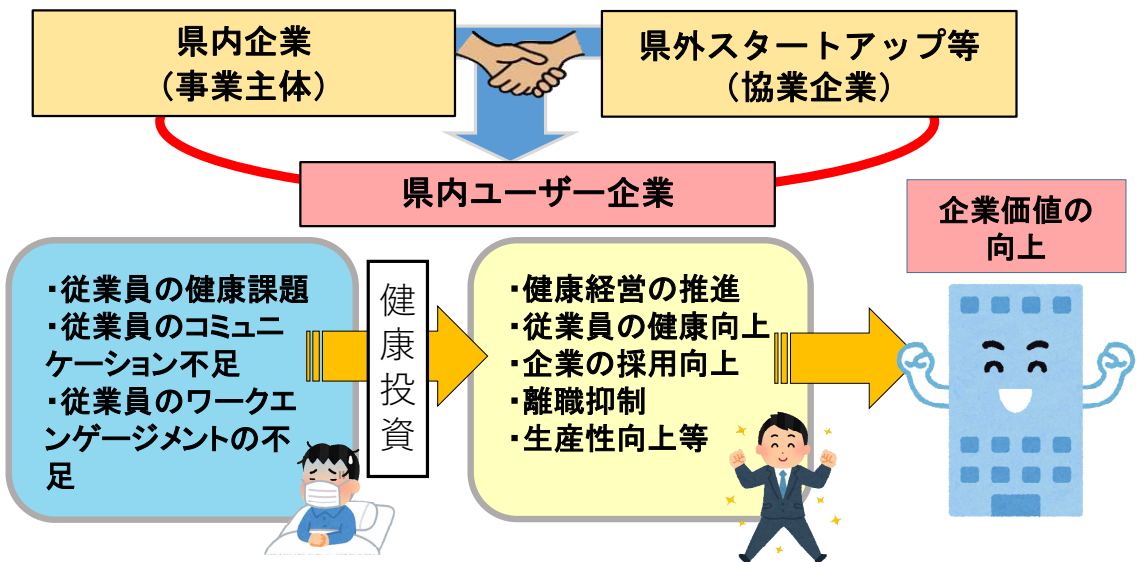 県内企業
（事業主体）
県外スタートアップ等
（協業企業）
県内ユーザー企業
企業価値の
向上
・従業員の健康課題
・従業員のコミュニ
ケーション不足
・従業員のワークエ
ンゲージメントの不
足
健康投資
・健康経営の推進
・従業員の健康向上
・企業の採用向上
・離職抑制
・生産性向上等